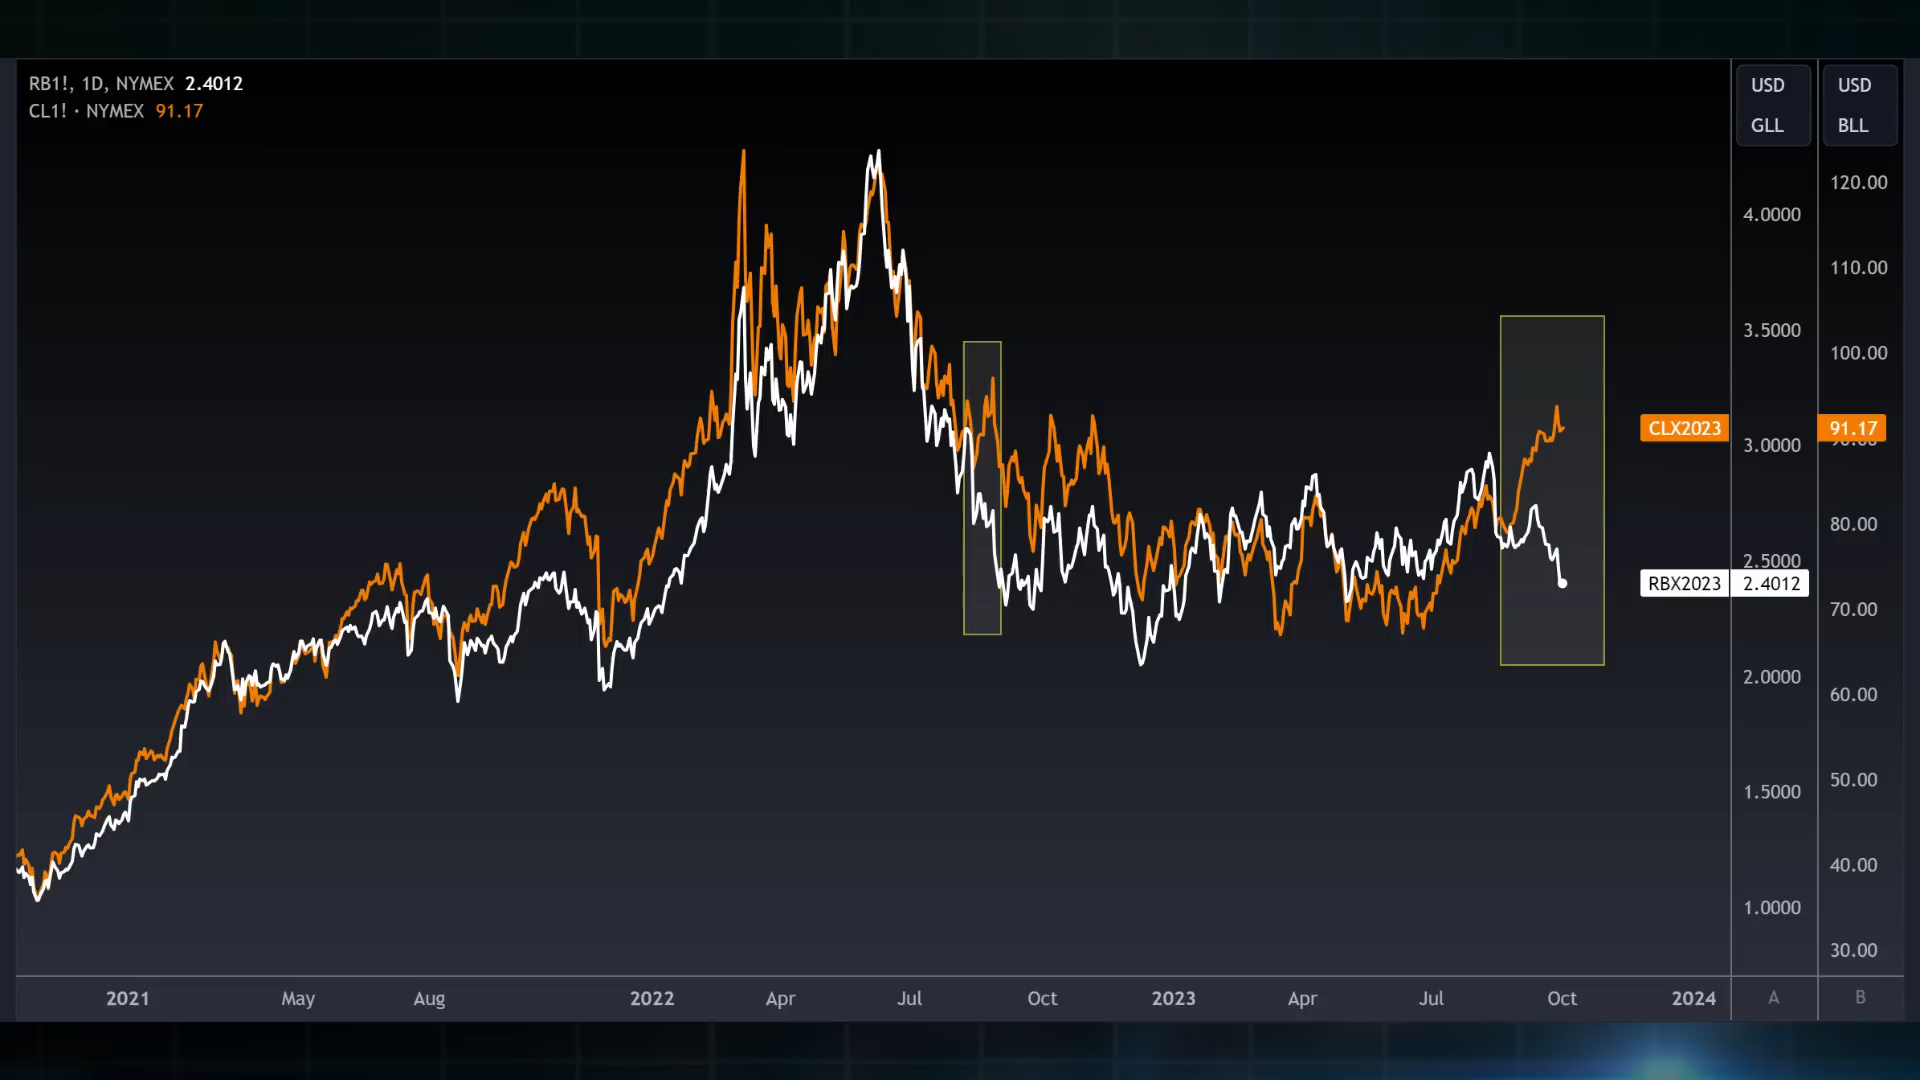 RB1!, 1D, NYMEX 2.4012
CL1! · NYMEX 91.17
USD
GLL
USD
BLL
120.00
4.0000
110.00
3.5000
100.00
CLX2023
91.17
3.0000
80.00
2.5000
RBX2023
2.4012
70.00
2.0000
60.00
50.00
1.5000
40.00
1.0000
30.00
2021 May Aug 2022 Apr Jul Oct 2023 Apr Jul Oct 2024 A B